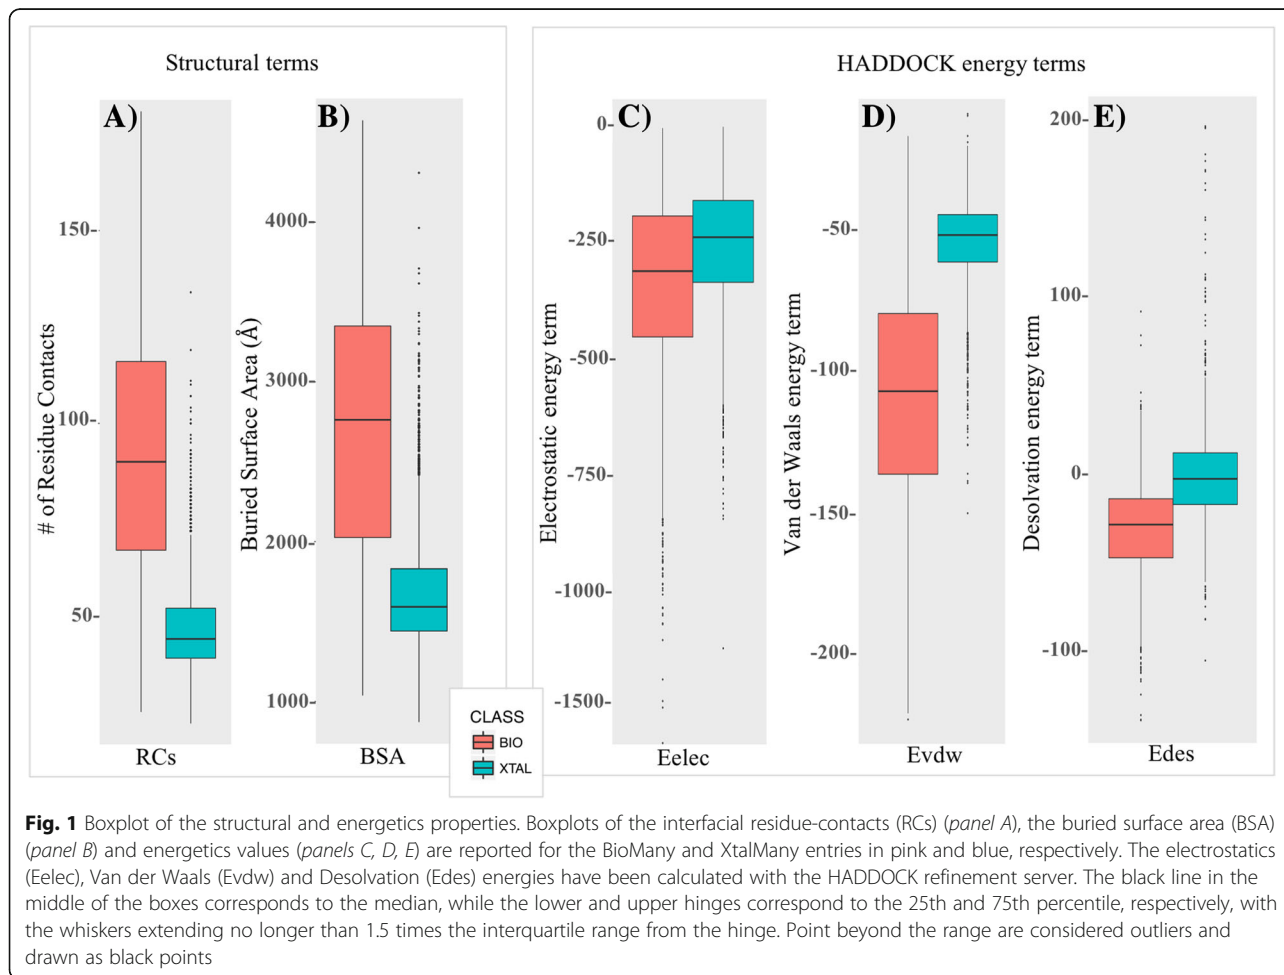 Structural terms
HADDOCK energy terms
A)
B)
C)
D)
E)
# of Residue Contacts
150-
100-
50-
RCs
Buried Surface Area (Å)
4000-
3000-
2000-
1000-
BSA
CLASS
BIO
XTAL
Electrostatic energy term
0-
-250-
-500-
-750-
-1000-
-1500-
Eelec
Van der Waals energy term
-50-
-100-
-150-
-200-
Evdw
Desolvation energy term
200-
100-
0-
-100-
Edes
Fig. 1 Boxplot of the structural and energetics properties. Boxplots of the interfacial residue-contacts (RCs) (panel A), the buried surface area (BSA)
(panel B) and energetics values (panels C, D, E) are reported for the BioMany and XtalMany entries in pink and blue, respectively. The electrostatics
(Eelec), Van der Waals (Evdw) and Desolvation (Edes) energies have been calculated with the HADDOCK refinement server. The black line in the
middle of the boxes corresponds to the median, while the lower and upper hinges correspond to the 25th and 75th percentile, respectively, with
the whiskers extending no longer than 1.5 times the interquartile range from the hinge. Point beyond the range are considered outliers and
drawn as black points